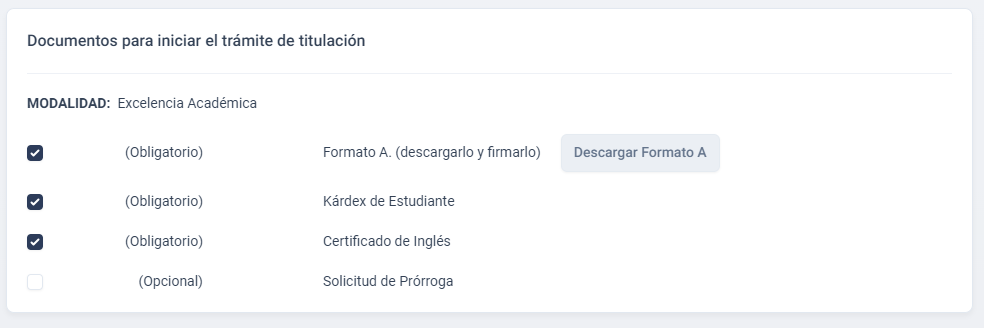 Documentos para iniciar el trámite de titulación
MODALIDAD: Excelencia Académica
(Obligatorio) Formato A. (descargarlo y firmarlo) Descargar Formato A
(Obligatorio) Kárdex de Estudiante
(Obligatorio) Certificado de Inglés
(Opcional) Solicitud de Prórroga